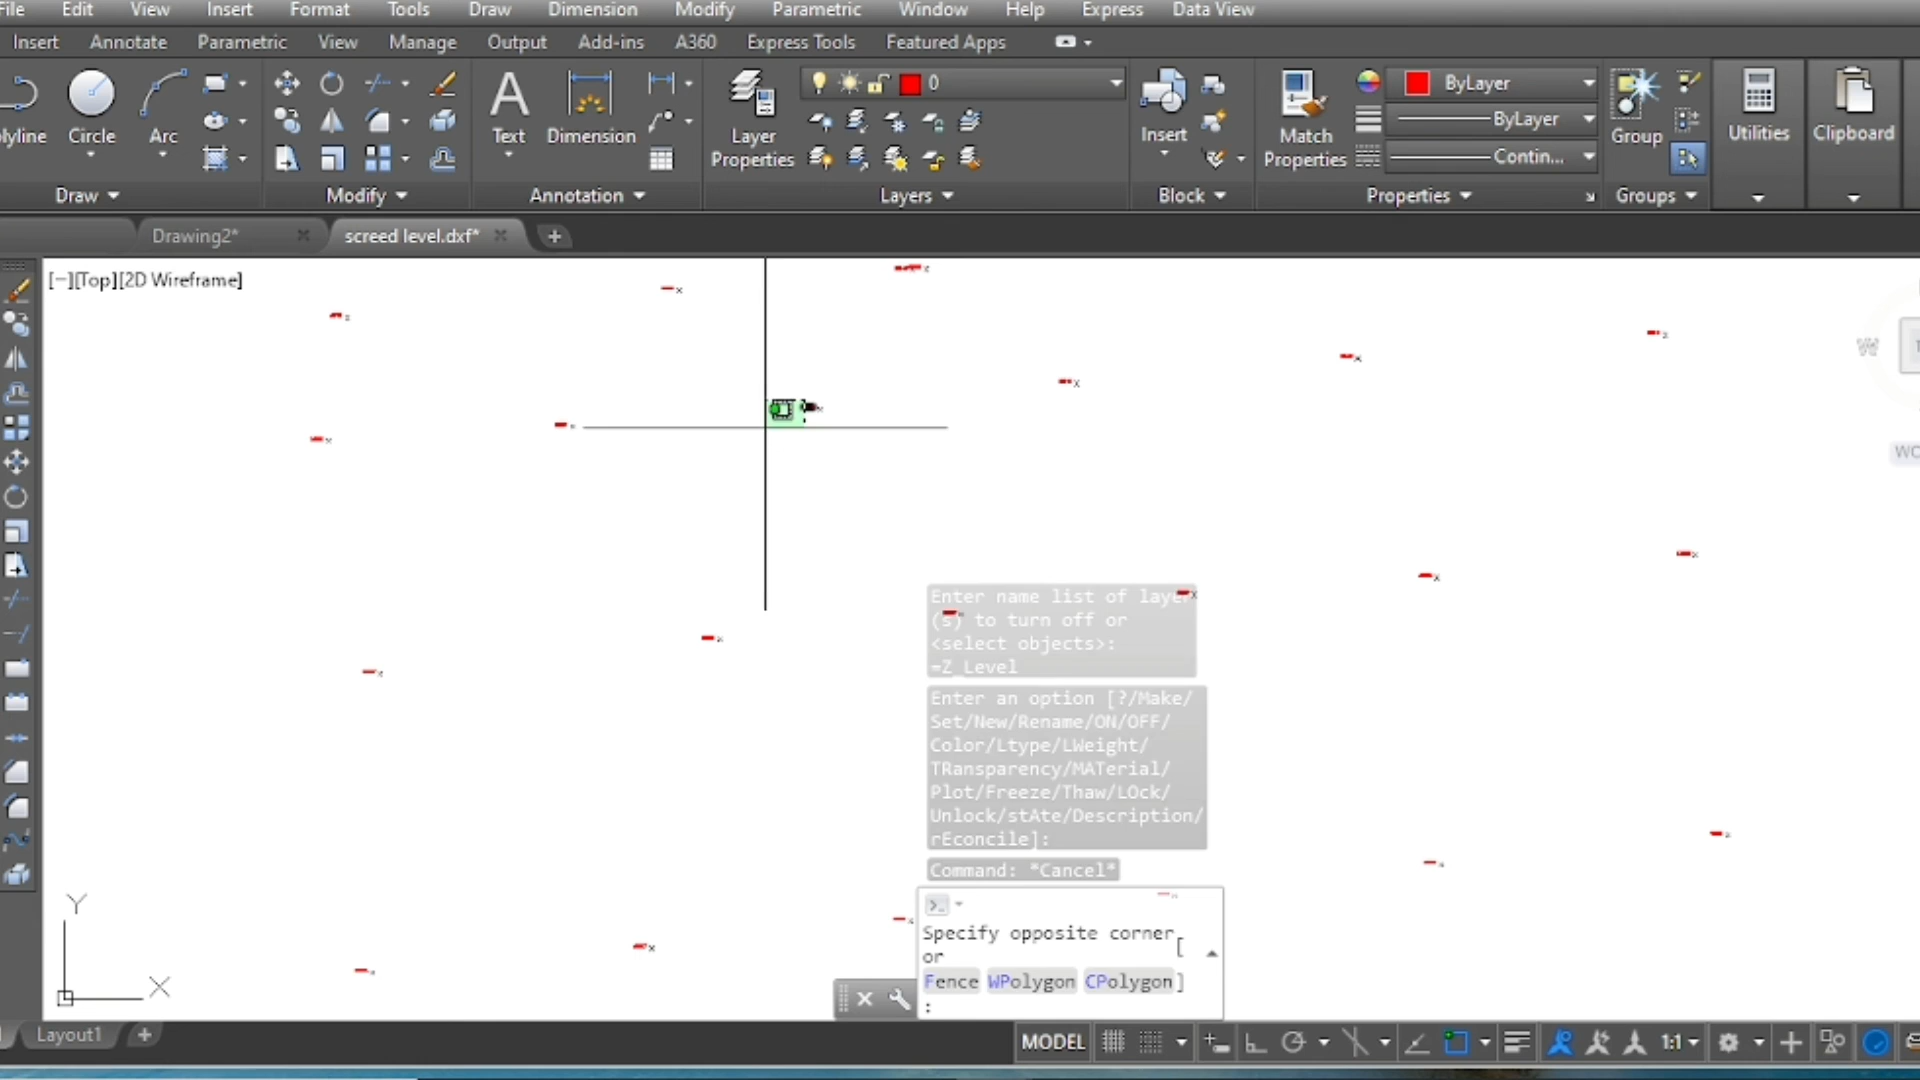 File Edit View Insert Format Tools Draw Dimension Modify Parametric Window Help Express Data View
Insert Annotate Parametric View Manage Output Add-ins A360 Express Tools Featured Apps
0
ByLayer
ByLayer
Contin...
olyline Circle Arc
Text Dimension
Layer
Properties
Insert
Match
Properties
Group
Utilities
Clipboard
Draw Modify Annotation Layers Block Properties Groups
Drawing2* screed level.dxf*
[−][Top][2D Wireframe]
W
WC
Enter name list of layer
(s) to turn off or
<select objects>:
=Z_Level
Enter an option [?/Make/
Set/New/Rename/ON/OFF/
Color/Ltype/LWeight/
TRansparency/MATerial/
Plot/Freeze/Thaw/LOck/
Unlock/stAte/Description/
rEconcile]:
Command: *Cancel*
Specify opposite corner
or [
Fence WPolygon CPolygon]
:
Y
X
Layout1
MODEL
1:1